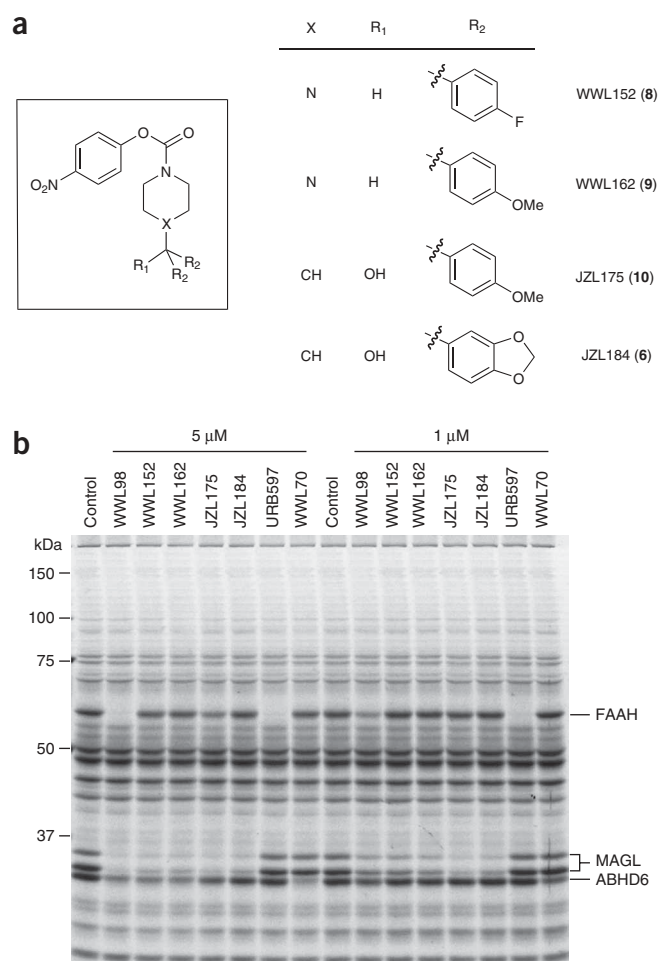 a
X R₁ R₂
O₂N O O N X R₁ R₂ R₂
N H F WWL152 (8)
N H OMe WWL162 (9)
CH OH OMe JZL175 (10)
CH OH O O JZL184 (6)
b
5 μM 1 μM
Control WWL98 WWL152 WWL162 JZL175 JZL184 URB597 WWL70 Control WWL98 WWL152 WWL162 JZL175 JZL184 URB597 WWL70
kDa
150
100
75
FAAH
50
37
MAGL
ABHD6